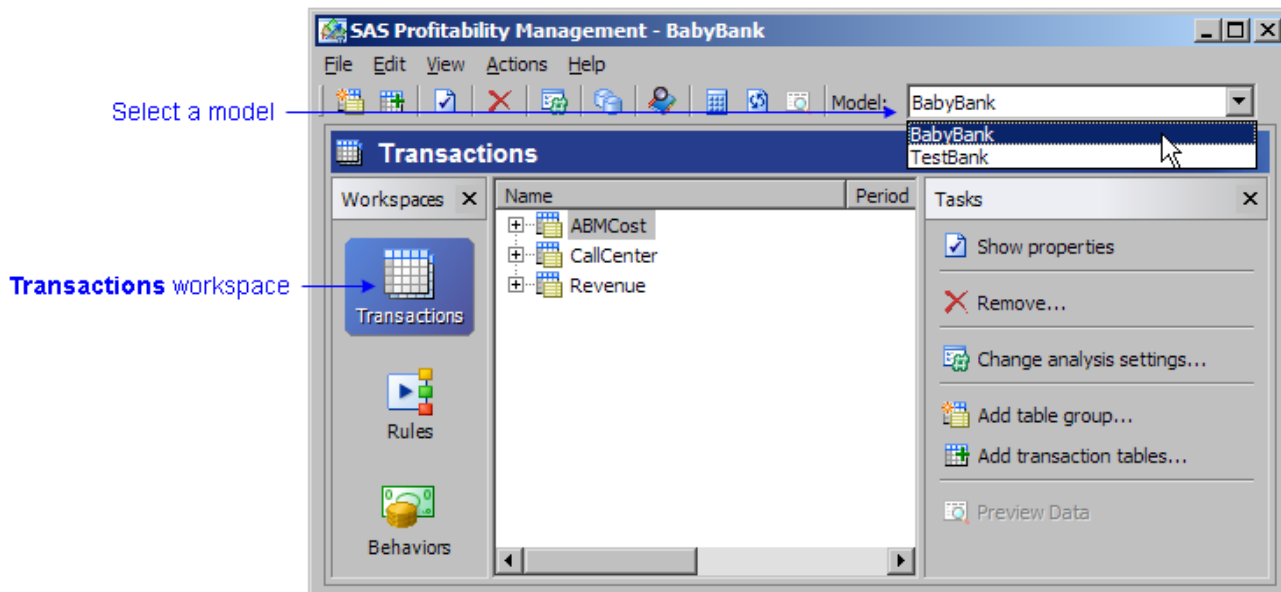 SAS Profitability Management - BabyBank
File Edit View Actions Help
Select a model
Model: BabyBank
BabyBank
TestBank
Transactions
Workspaces
Name Period
Tasks
ABMCost
CallCenter
Revenue
Transactions workspace
Transactions
Rules
Behaviors
Show properties
Remove...
Change analysis settings...
Add table group...
Add transaction tables...
Preview Data